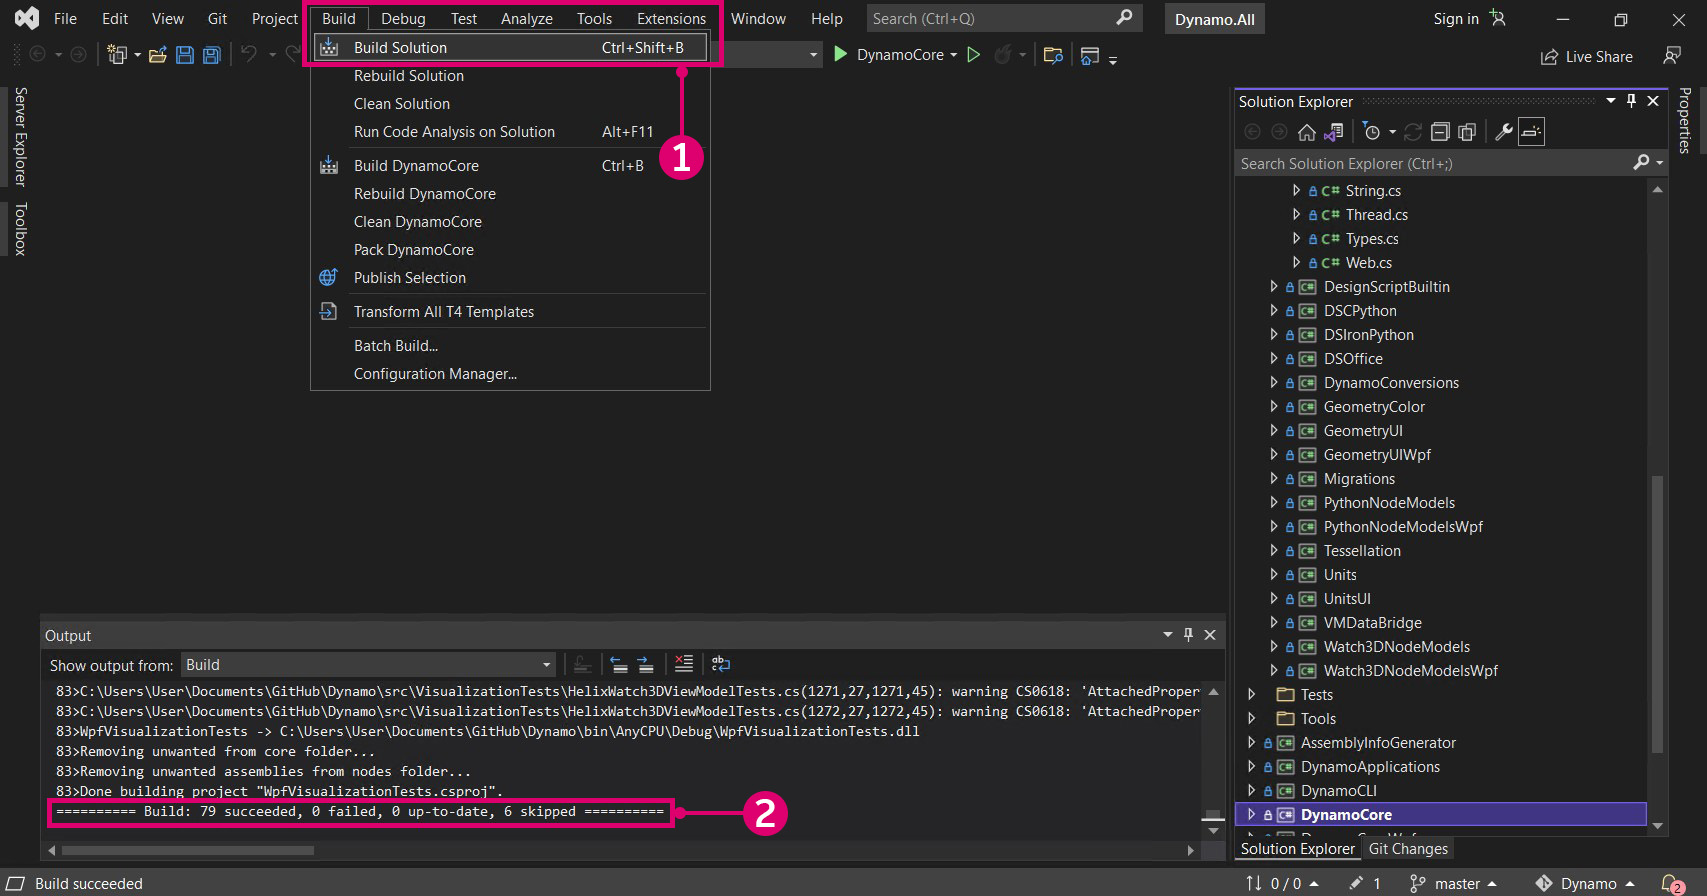 File Edit View Git Project Build Debug Test Analyze Tools Extensions Window Help Search (Ctrl+Q) Dynamo.All Sign in
DynamoCore Live Share
Build Solution Ctrl+Shift+B
Rebuild Solution
Clean Solution
Run Code Analysis on Solution Alt+F11
Build DynamoCore Ctrl+B
Rebuild DynamoCore
Clean DynamoCore
Pack DynamoCore
Publish Selection
Transform All T4 Templates
Batch Build...
Configuration Manager...
1
Server Explorer
Toolbox
Properties
Solution Explorer
Search Solution Explorer (Ctrl+;)
C# String.cs
C# Thread.cs
C# Types.cs
C# Web.cs
C# DesignScriptBuiltin
C# DSCPython
C# DSIronPython
C# DSOffice
C# DynamoConversions
C# GeometryColor
C# GeometryUI
C# GeometryUIWpf
C# Migrations
C# PythonNodeModels
C# PythonNodeModelsWpf
C# Tessellation
C# Units
C# UnitsUI
C# VMDataBridge
C# Watch3DNodeModels
C# Watch3DNodeModelsWpf
Tests
Tools
C# AssemblyInfoGenerator
C# DynamoApplications
C# DynamoCLI
C# DynamoCore
Solution Explorer Git Changes
Output
Show output from: Build
83>C:\Users\User\Documents\GitHub\Dynamo\src\VisualizationTests\HelixWatch3DViewModelTests.cs(1271,27,1271,45): warning CS0618: 'AttachedProper
83>C:\Users\User\Documents\GitHub\Dynamo\src\VisualizationTests\HelixWatch3DViewModelTests.cs(1272,27,1272,45): warning CS0618: 'AttachedProper
83>WpfVisualizationTests -> C:\Users\User\Documents\GitHub\Dynamo\bin\AnyCPU\Debug\WpfVisualizationTests.dll
83>Removing unwanted from core folder...
83>Removing unwanted assemblies from nodes folder...
83>Done building project "WpfVisualizationTests.csproj".
========== Build: 79 succeeded, 0 failed, 0 up-to-date, 6 skipped ==========
2
Build succeeded 0 / 0 1 master Dynamo 2